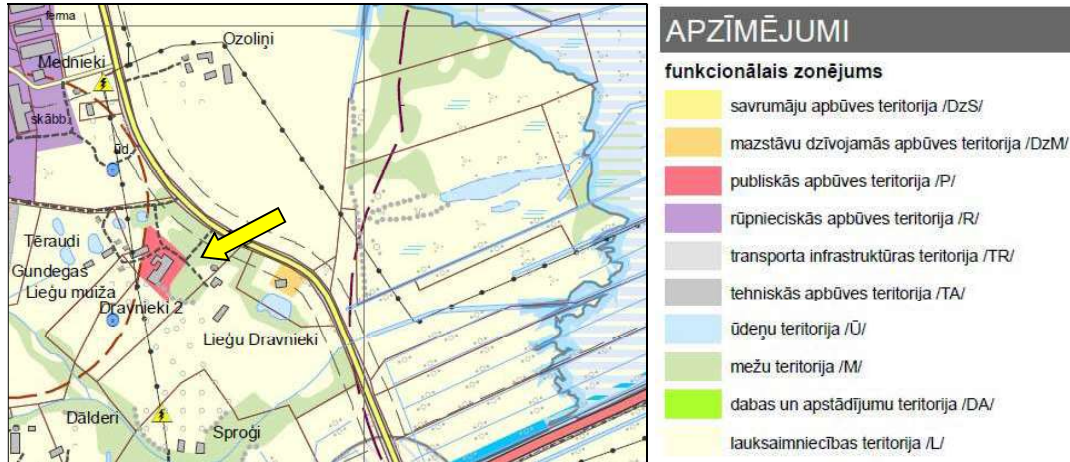 ferma
Ozoliņi
Mednieki
skābb.
ūd.
Tēraudi
Gundegas
Lieģu muiža
Dravnieki 2
Lieģu Dravnieki
Dālderi
Sproģi
APZĪMĒJUMI
funkcionālais zonējums
savrumāju apbūves teritorija /DzS/
mazstāvu dzīvojamās apbūves teritorija /DzM/
publiskās apbūves teritorija /P/
rūpnieciskās apbūves teritorija /R/
transporta infrastruktūras teritorija /TR/
tehniskās apbūves teritorija /TA/
ūdeņu teritorija /Ū/
mežu teritorija /M/
dabas un apstādījumu teritorija /DA/
lauksaimniecības teritorija /L/